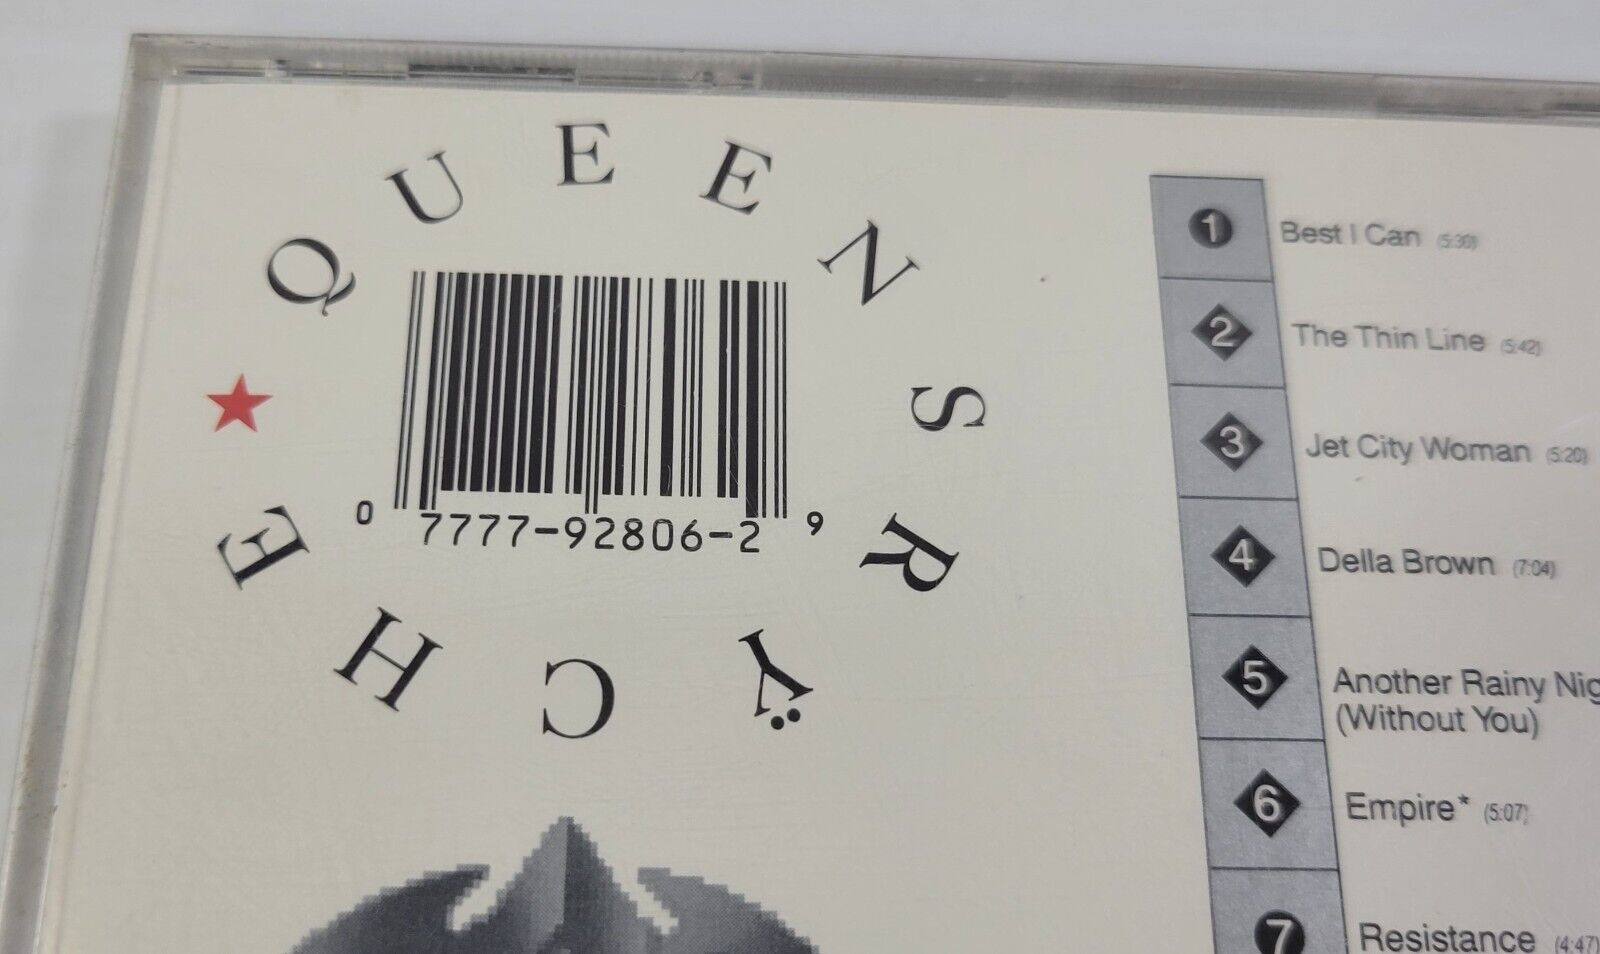 QUEENSRŸCHE
0 7777-92806-2 9
1 Best I Can (5:30)
2 The Thin Line (5:42)
3 Jet City Woman (5:20)
4 Della Brown (7:04)
5 Another Rainy Nig
(Without You)
6 Empire* (5:07)
7 Resistance (4:47)